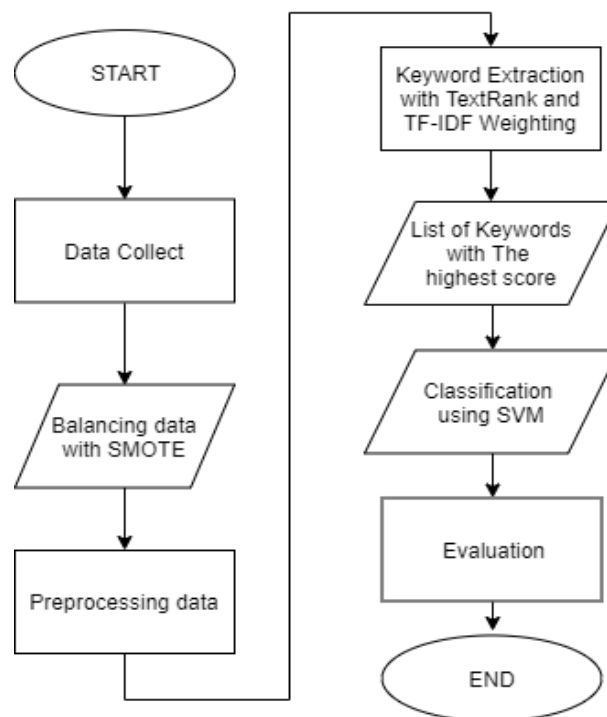 START
Data Collect
Balancing data
with SMOTE
Preprocessing data
Keyword Extraction
with TextRank and
TF-IDF Weighting
List of Keywords
with The
highest score
Classification
using SVM
Evaluation
END